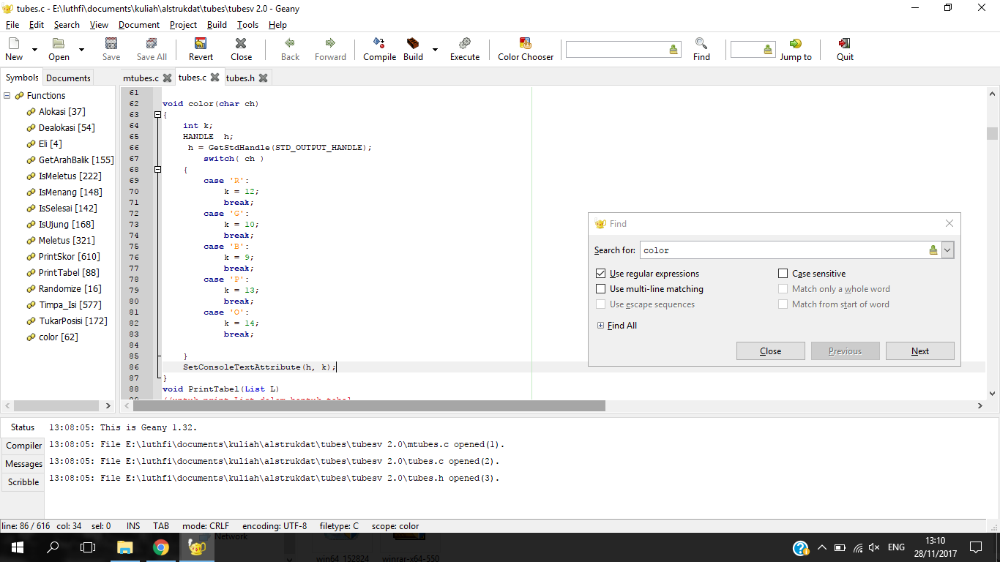 tubes.c - E:\luthfi\documents\kuliah\alstrukdat\tubes\tubesv 2.0 - Geany
File Edit Search View Document Project Build Tools Help
New Open Save Save All Revert Close Back Forward Compile Build Execute Color Chooser Find Jump to Quit
Symbols Documents
mtubes.c tubes.c tubes.h
Functions
Alokasi [37]
Dealokasi [54]
Eli [4]
GetArahBalik [155]
IsMeletus [222]
IsMenang [148]
IsSelesai [142]
IsUjung [168]
Meletus [321]
PrintSkor [610]
PrintTabel [88]
Randomize [16]
Timpa_Isi [577]
TukarPosisi [172]
color [62]
61
62 void color(char ch)
63 {
64 int k;
65 HANDLE h;
66 h = GetStdHandle(STD_OUTPUT_HANDLE);
67 switch( ch )
68 {
69 case 'R':
70 k = 12;
71 break;
72 case 'G':
73 k = 10;
74 break;
75 case 'B':
76 k = 9;
77 break;
78 case 'P':
79 k = 13;
80 break;
81 case 'O':
82 k = 14;
83 break;
84
85 }
86 SetConsoleTextAttribute(h, k);
87 }
88 void PrintTabel(List L)
Find
Search for: color
Use regular expressions
Case sensitive
Use multi-line matching
Match only a whole word
Use escape sequences
Match from start of word
Find All
Close Previous Next
Status
Compiler
Messages
Scribble
13:08:05: This is Geany 1.32.
13:08:05: File E:\luthfi\documents\kuliah\alstrukdat\tubes\tubesv 2.0\mtubes.c opened(1).
13:08:05: File E:\luthfi\documents\kuliah\alstrukdat\tubes\tubesv 2.0\tubes.c opened(2).
13:08:05: File E:\luthfi\documents\kuliah\alstrukdat\tubes\tubesv 2.0\tubes.h opened(3).
line: 86 / 616 col: 34 sel: 0 INS TAB mode: CRLF encoding: UTF-8 filetype: C scope: color
Network
win64_152824 winrar-x64-550
ENG
13:10
28/11/2017